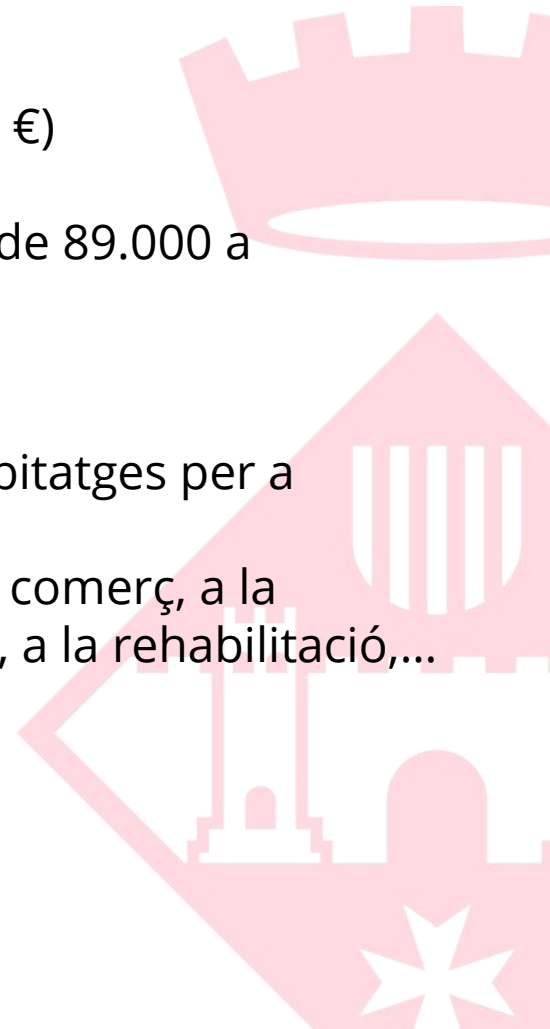 €)
de 89.000 a
bitatges per a
comerç, a la
, a la rehabilitació,...